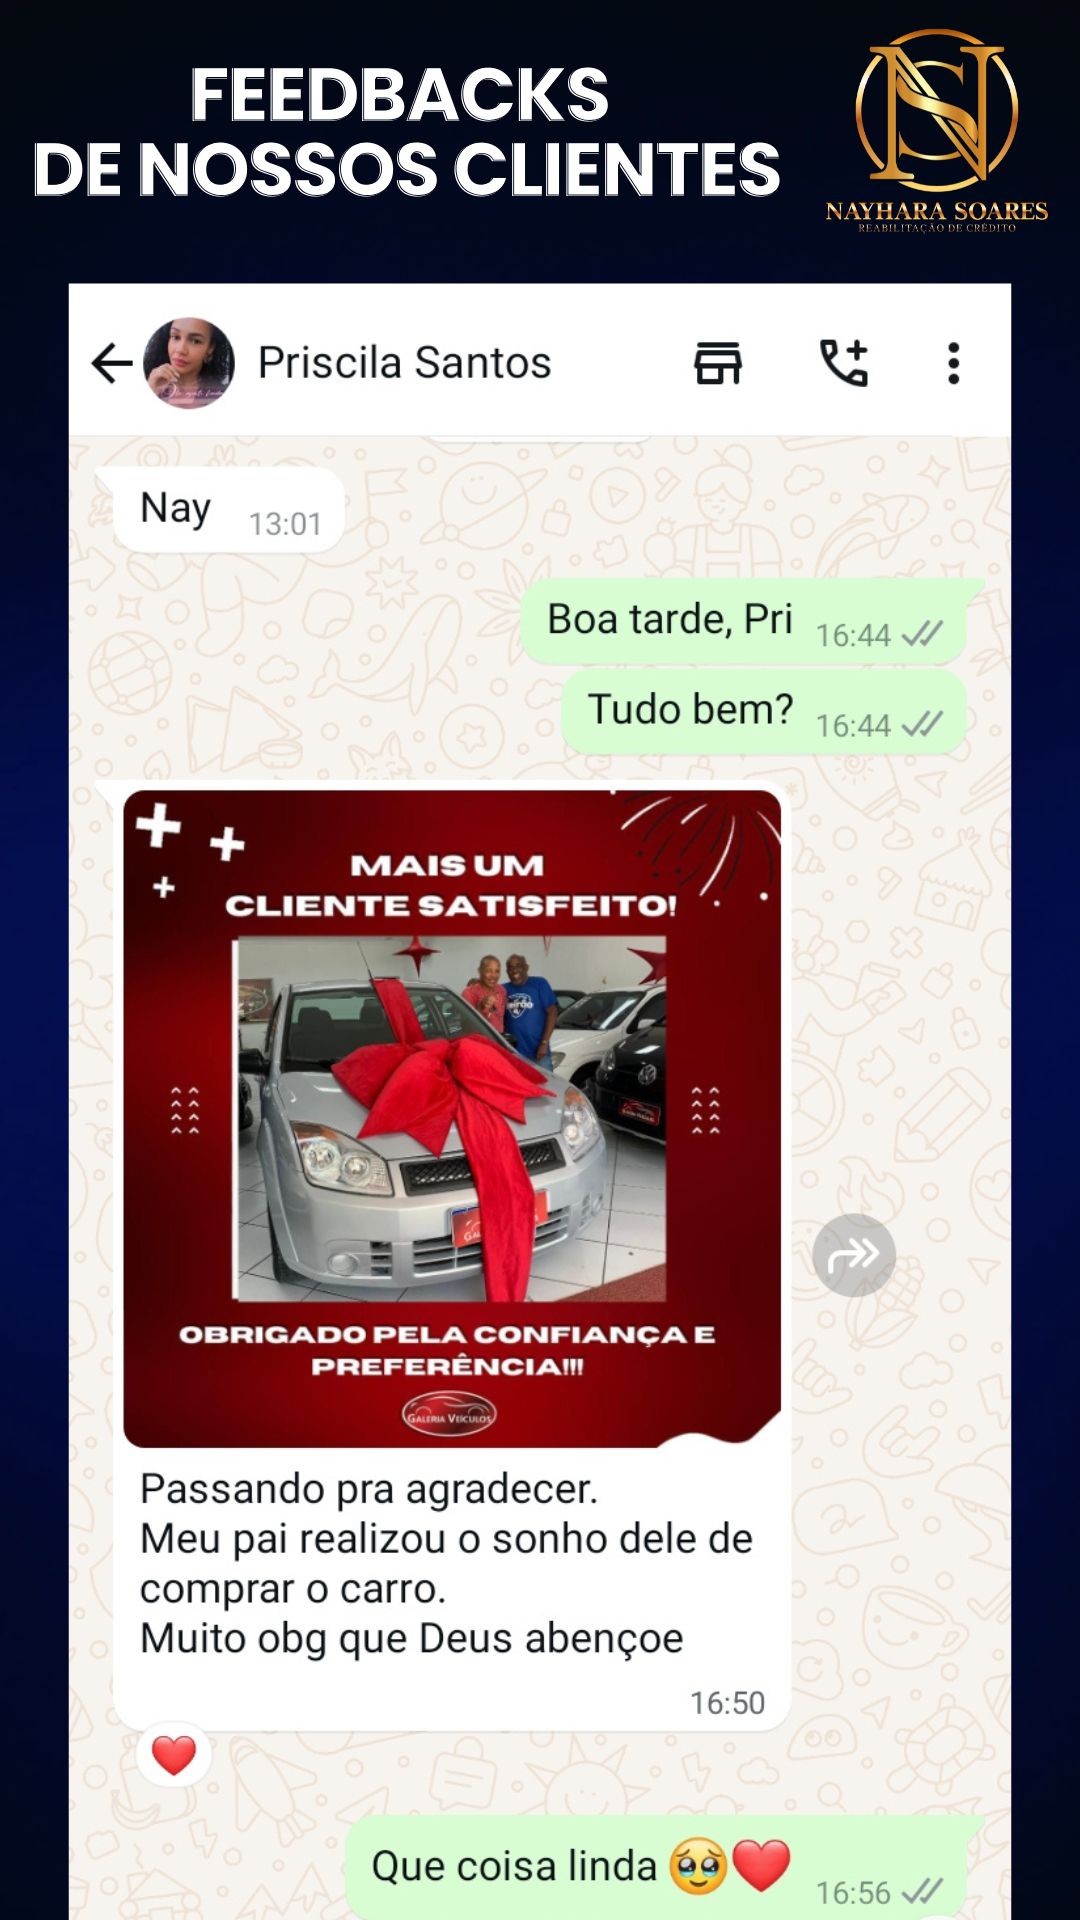 FEEDBACKS
DE NOSSOS CLIENTES
NS
NAYHARA SOARES
REABILITAÇÃO DE CRÉDITO
Priscila Santos
Nay 13:01
Boa tarde, Pri 16:44
Tudo bem? 16:44
MAIS UM
CLIENTE SATISFEITO!
OBRIGADO PELA CONFIANÇA E
PREFERÊNCIA!!!
GALERIA VEÍCULOS
Passando pra agradecer.
Meu pai realizou o sonho dele de
comprar o carro.
Muito obg que Deus abençoe
16:50
Que coisa linda 🥹❤️ 16:56